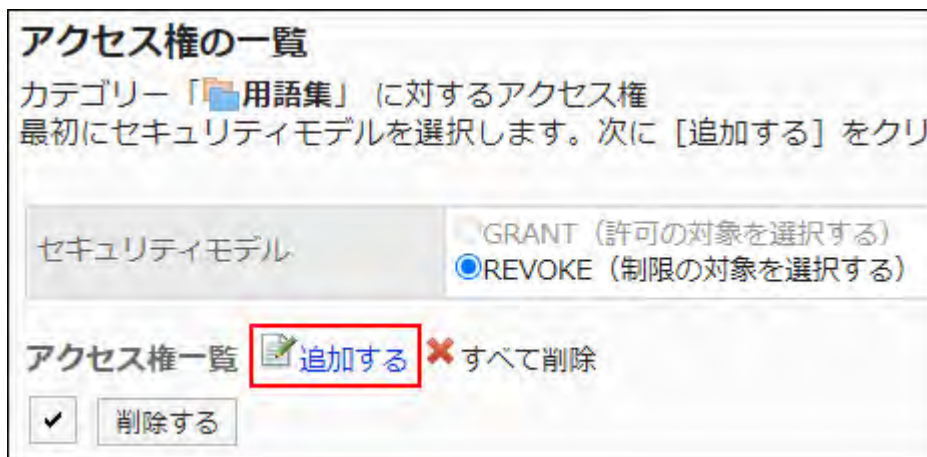 アクセス権の一覧
カテゴリー「用語集」 に対するアクセス権
最初にセキュリティモデルを選択します。次に [追加する] をクリ
セキュリティモデル
GRANT（許可の対象を選択する）
REVOKE（制限の対象を選択する）
アクセス権一覧 追加する すべて削除
削除する